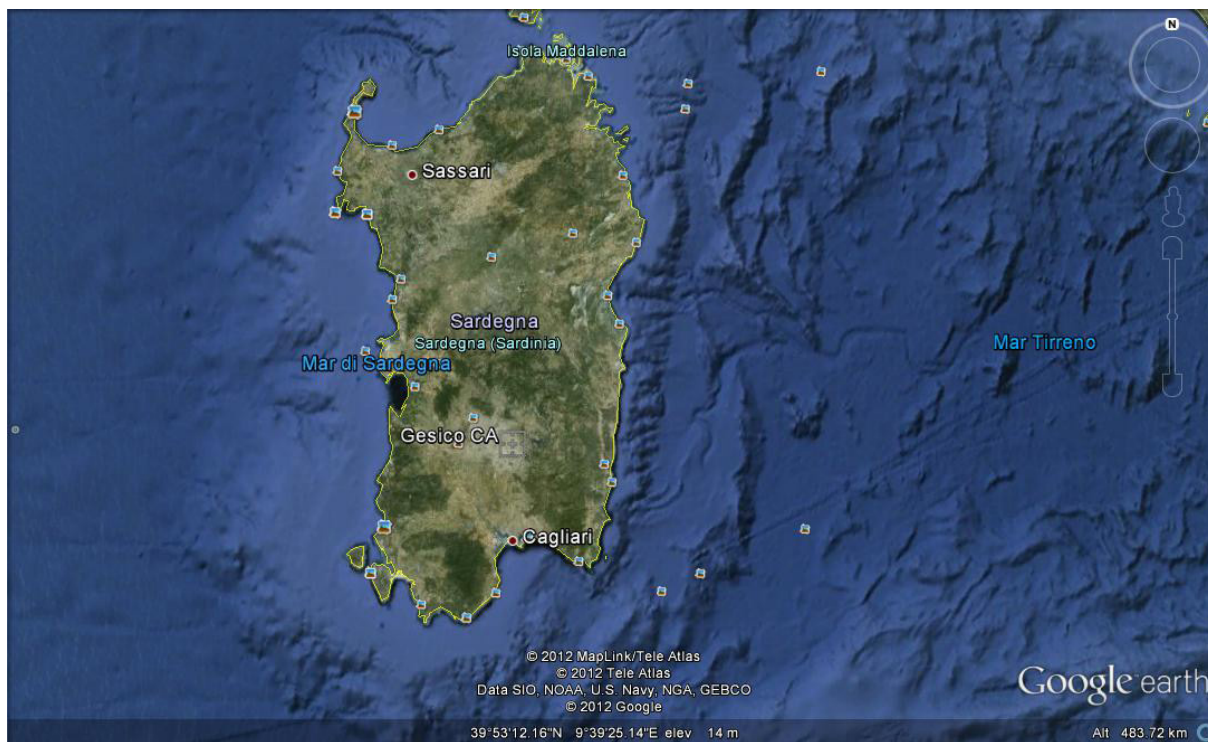 N
Isola Maddalena
Sassari
Sardegna
Sardegna (Sardinia)
Mar Tirreno
Mar di Sardegna
Gesico CA
Cagliari
© 2012 MapLink/Tele Atlas
© 2012 Tele Atlas
Data SIO, NOAA, U.S. Navy, NGA, GEBCO
© 2012 Google
Google earth
39°53'12.16"N 9°39'25.14"E elev 14 m
Alt 483.72 km